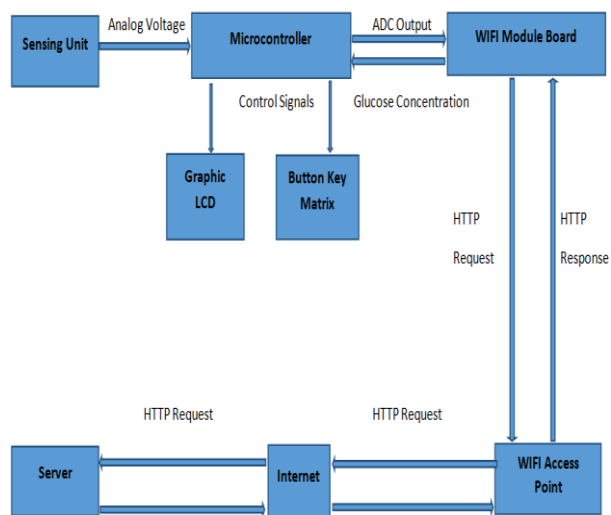 Sensing Unit
Analog Voltage
Microcontroller
ADC Output
WIFI Module Board
Control Signals
Glucose Concentration
Graphic
LCD
Button Key
Matrix
HTTP
Request
HTTP
Response
HTTP Request
HTTP Request
Server
Internet
WIFI Access
Point